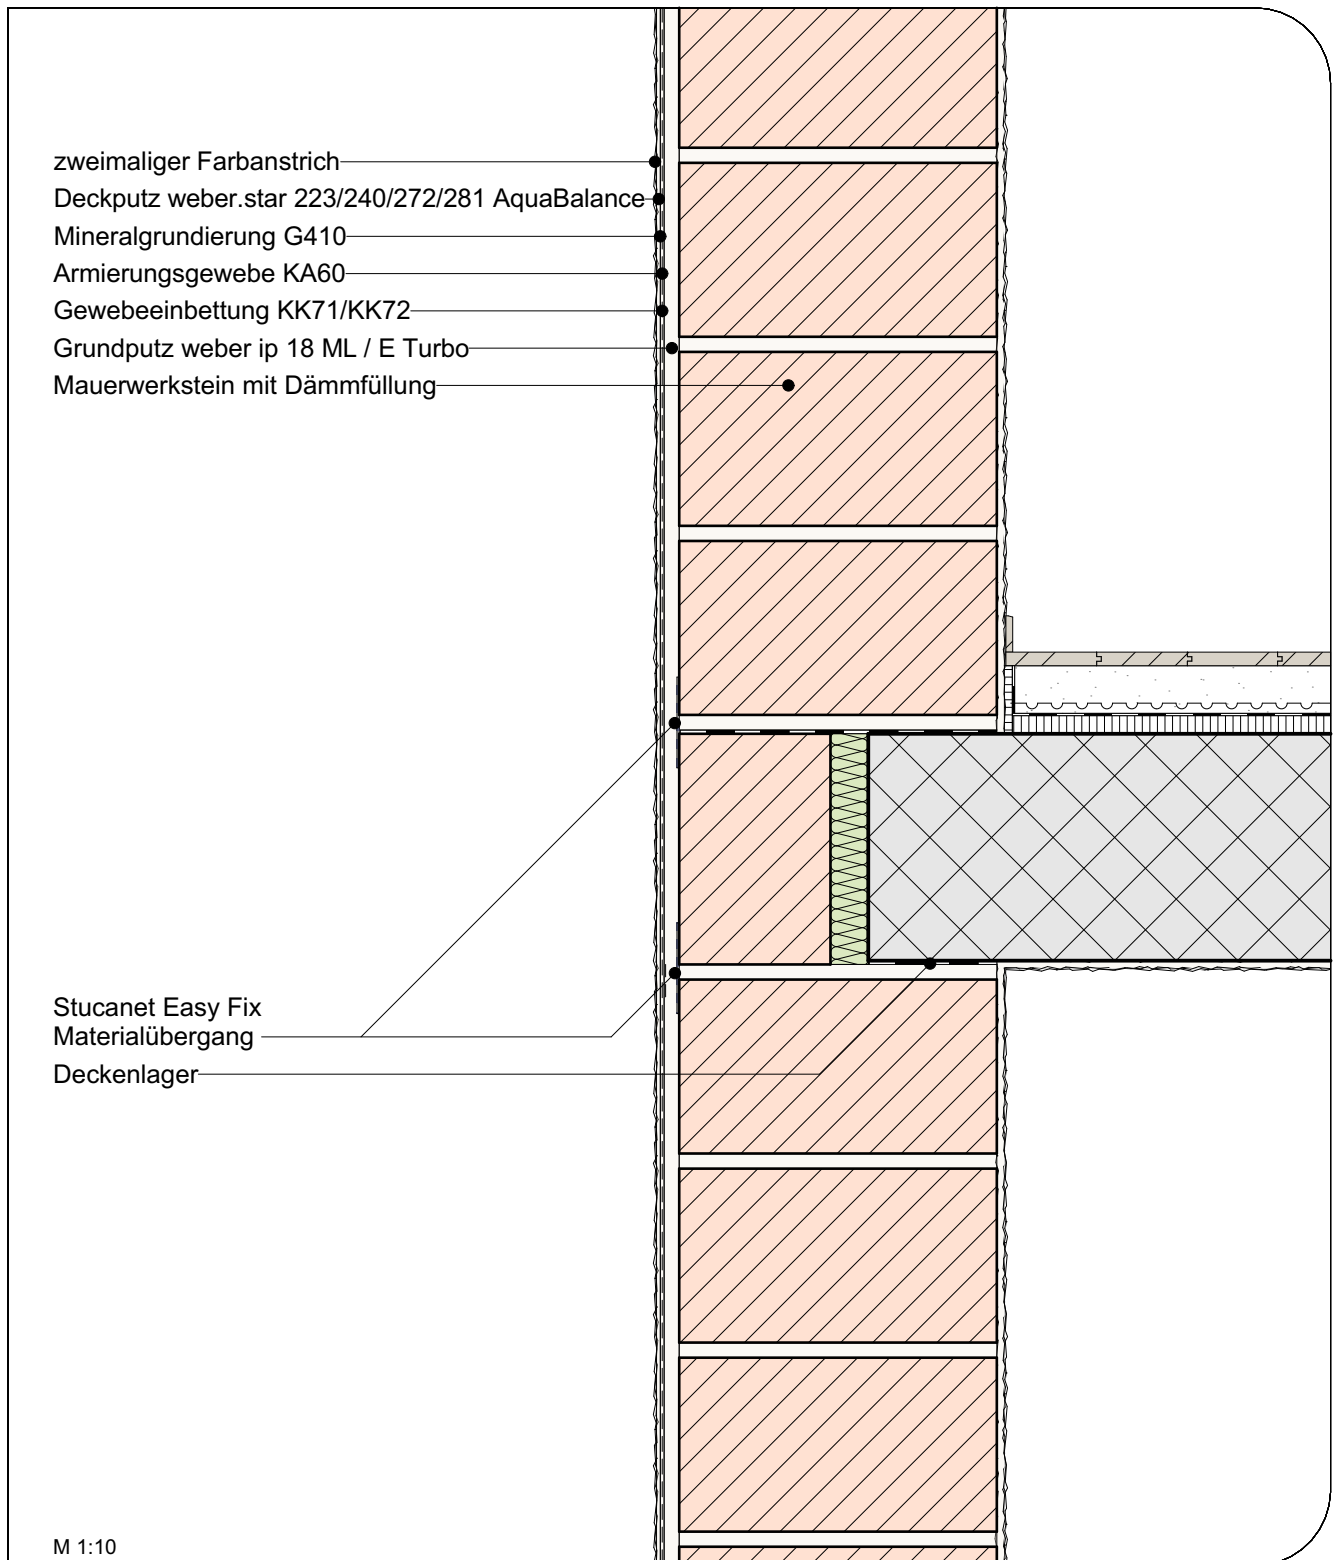 zweimaliger Farbanstrich
Deckputz weber.star 223/240/272/281 AquaBalance
Mineralgrundierung G410
Armierungsgewebe KA60
Gewebeeinbettung KK71/KK72
Grundputz weber ip 18 ML / E Turbo
Mauerwerkstein mit Dämmfüllung
Stucanet Easy Fix
Materialübergang
Deckenlager
M 1:10